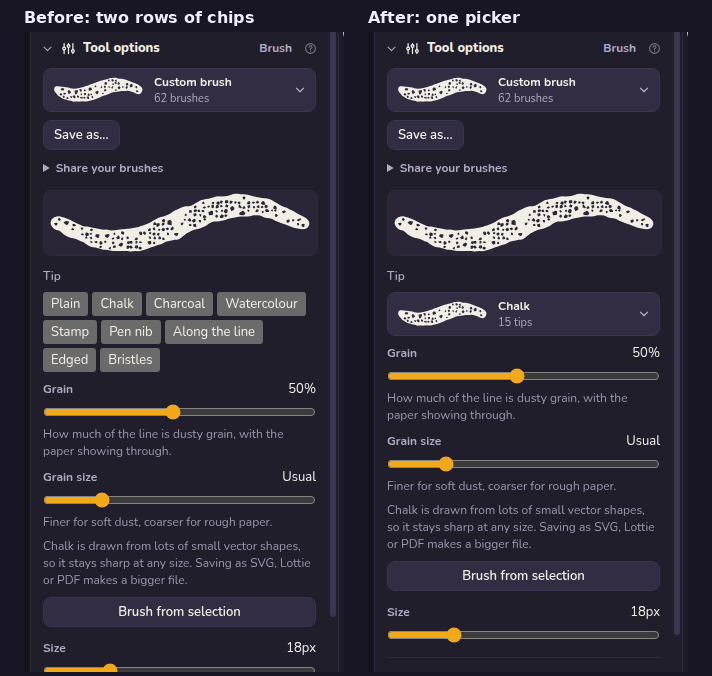 Before: two rows of chips
Tool options Brush
Custom brush
62 brushes
Save as...
Share your brushes
Tip
Plain Chalk Charcoal Watercolour
Stamp Pen nib Along the line
Edged Bristles
Grain 50%
How much of the line is dusty grain, with the
paper showing through.
Grain size Usual
Finer for soft dust, coarser for rough paper.
Chalk is drawn from lots of small vector shapes,
so it stays sharp at any size. Saving as SVG, Lottie
or PDF makes a bigger file.
Brush from selection
Size 18px
After: one picker
Tool options Brush
Custom brush
62 brushes
Save as...
Share your brushes
Tip
Chalk
15 tips
Grain 50%
How much of the line is dusty grain, with the
paper showing through.
Grain size Usual
Finer for soft dust, coarser for rough paper.
Chalk is drawn from lots of small vector shapes,
so it stays sharp at any size. Saving as SVG, Lottie
or PDF makes a bigger file.
Brush from selection
Size 18px